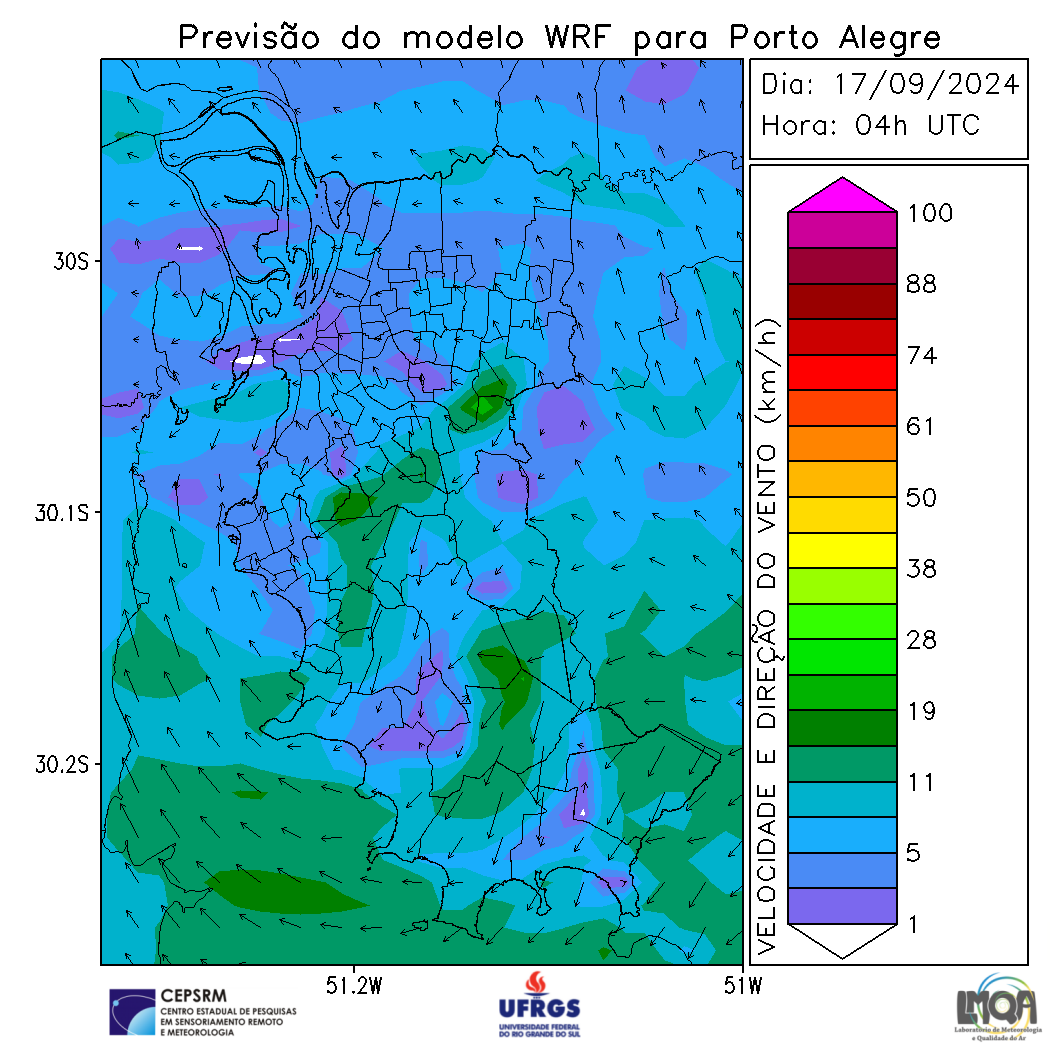 Previsão do modelo WRF para Porto Alegre
Dia: 17/09/2024
Hora: 04h UTC
30S
30.1S
30.2S
51.2W
51W
VELOCIDADE E DIREÇÃO DO VENTO (km/h)
100
88
74
61
50
38
28
19
11
5
1
CEPSRM
CENTRO ESTADUAL DE PESQUISAS
EM SENSORIAMENTO REMOTO
E METEOROLOGIA
UFRGS
UNIVERSIDADE FEDERAL
DO RIO GRANDE DO SUL
LMQA
Laboratório de Meteorologia
e Qualidade do Ar